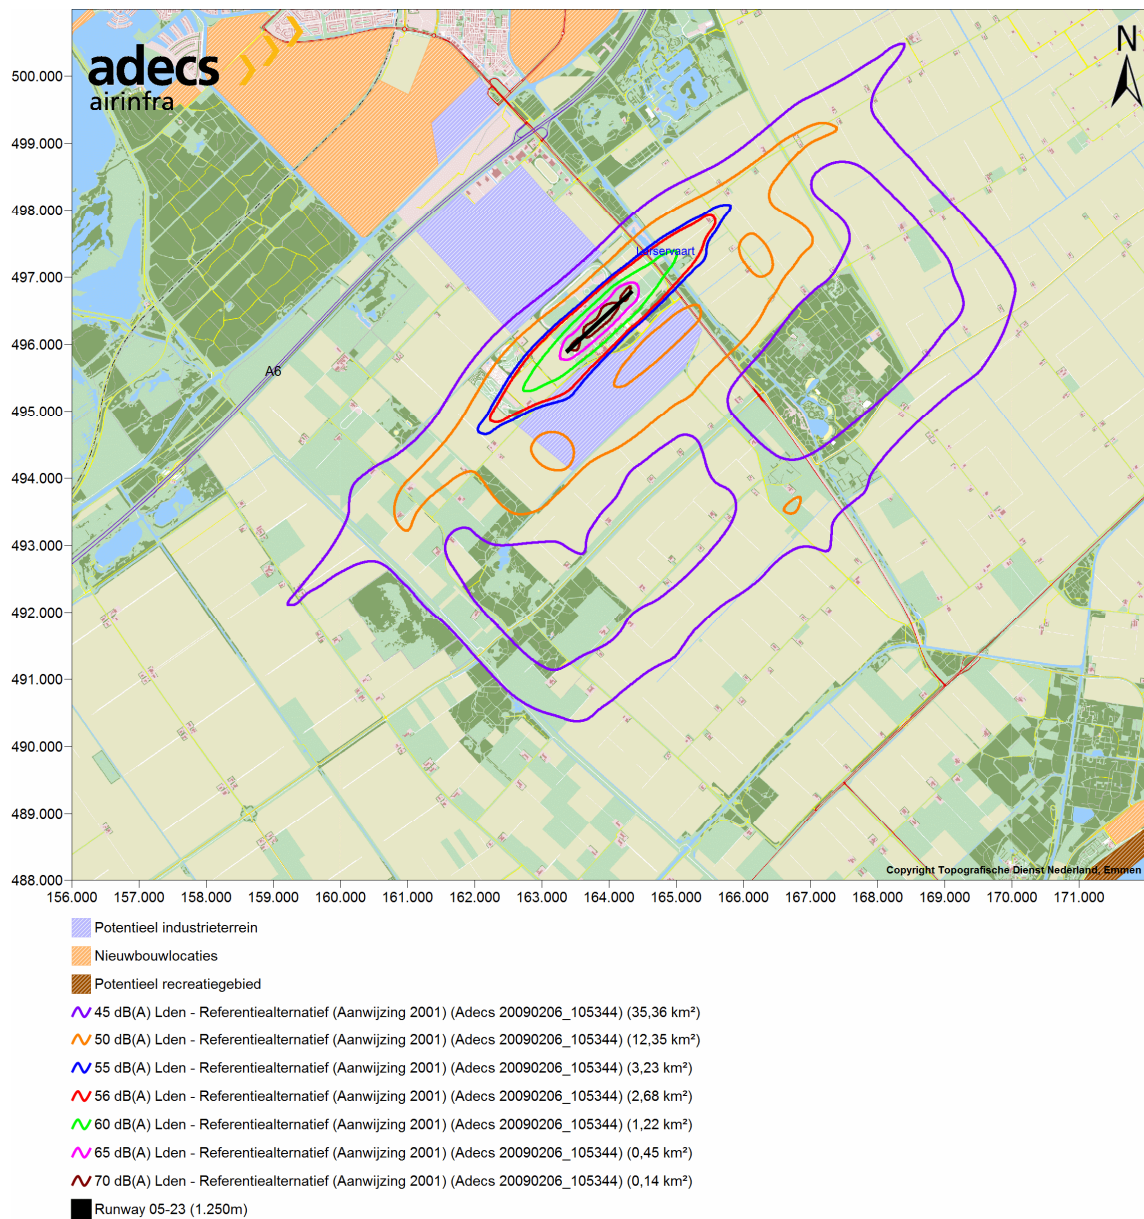 adecs
airinfra
N
500.000
499.000
498.000
497.000
496.000
495.000
494.000
493.000
492.000
491.000
490.000
489.000
488.000
Larservaart
A6
Copyright Topografische Dienst Nederland, Emmen
156.000 157.000 158.000 159.000 160.000 161.000 162.000 163.000 164.000 165.000 166.000 167.000 168.000 169.000 170.000 171.000
Potentieel industrieterrein
Nieuwbouwlocaties
Potentieel recreatiegebied
45 dB(A) Lden - Referentiealternatief (Aanwijzing 2001) (Adecs 20090206_105344) (35,36 km²)
50 dB(A) Lden - Referentiealternatief (Aanwijzing 2001) (Adecs 20090206_105344) (12,35 km²)
55 dB(A) Lden - Referentiealternatief (Aanwijzing 2001) (Adecs 20090206_105344) (3,23 km²)
56 dB(A) Lden - Referentiealternatief (Aanwijzing 2001) (Adecs 20090206_105344) (2,68 km²)
60 dB(A) Lden - Referentiealternatief (Aanwijzing 2001) (Adecs 20090206_105344) (1,22 km²)
65 dB(A) Lden - Referentiealternatief (Aanwijzing 2001) (Adecs 20090206_105344) (0,45 km²)
70 dB(A) Lden - Referentiealternatief (Aanwijzing 2001) (Adecs 20090206_105344) (0,14 km²)
Runway 05-23 (1.250m)